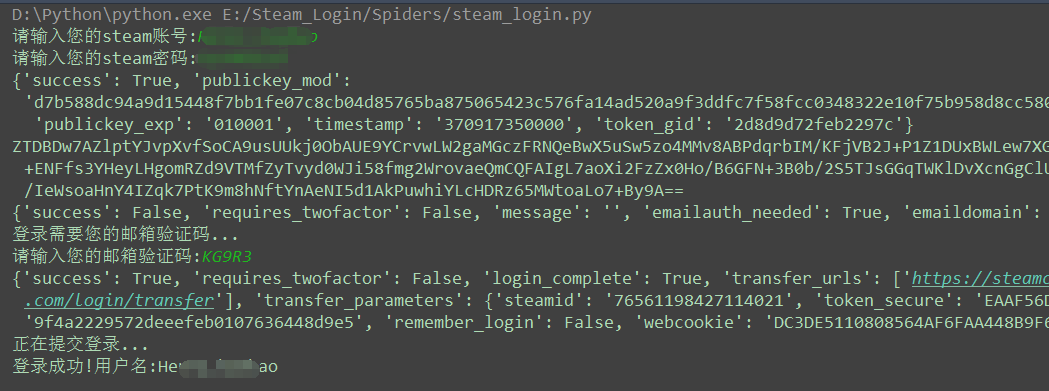 D:\Python\python.exe E:/Steam_Login/Spiders/steam_login.py
请输入您的steam账号:
请输入您的steam密码:
{'success': True, 'publickey_mod':
'd7b588dc94a9d15448f7bb1fe07c8cb04d85765ba875065423c576fa14ad520a9f3ddfc7f58fcc0348322e10f75b958d8cc580
'publickey_exp': '010001', 'timestamp': '370917350000', 'token_gid': '2d8d9d72feb2297c'}
ZTDBDw7AZlptYJvpXvfSoCA9usUUkj0ObAUE9YCrvwLW2gaMGczFRNQeBwX5uSw5zo4MMv8ABPdqrbIM/KFjVB2J+P1Z1DUxBWLew7XG
+ENFfs3YHeyLHgomRZd9VTMfZyTvyd0WJi58fmg2WrovaeQmCQFAIgL7aoXi2FzZx0Ho/B6GFN+3B0b/2S5TJsGGqTWKlDvXcnGgClU
/IeWsoaHnY4IZqk7PtK9m8hNftYnAeNI5d1AkPuwhiYLcHDRz65MWtoaLo7+By9A==
{'success': False, 'requires_twofactor': False, 'message': '', 'emailauth_needed': True, 'emaildomain':
登录需要您的邮箱验证码...
请输入您的邮箱验证码:KG9R3
{'success': True, 'requires_twofactor': False, 'login_complete': True, 'transfer_urls': ['https://steamc
.com/login/transfer'], 'transfer_parameters': {'steamid': '76561198427114021', 'token_secure': 'EAAF56D
'9f4a2229572deeefeb0107636448d9e5', 'remember_login': False, 'webcookie': 'DC3DE5110808564AF6FAA448B9F6
正在提交登录...
登录成功!用户名:He ao